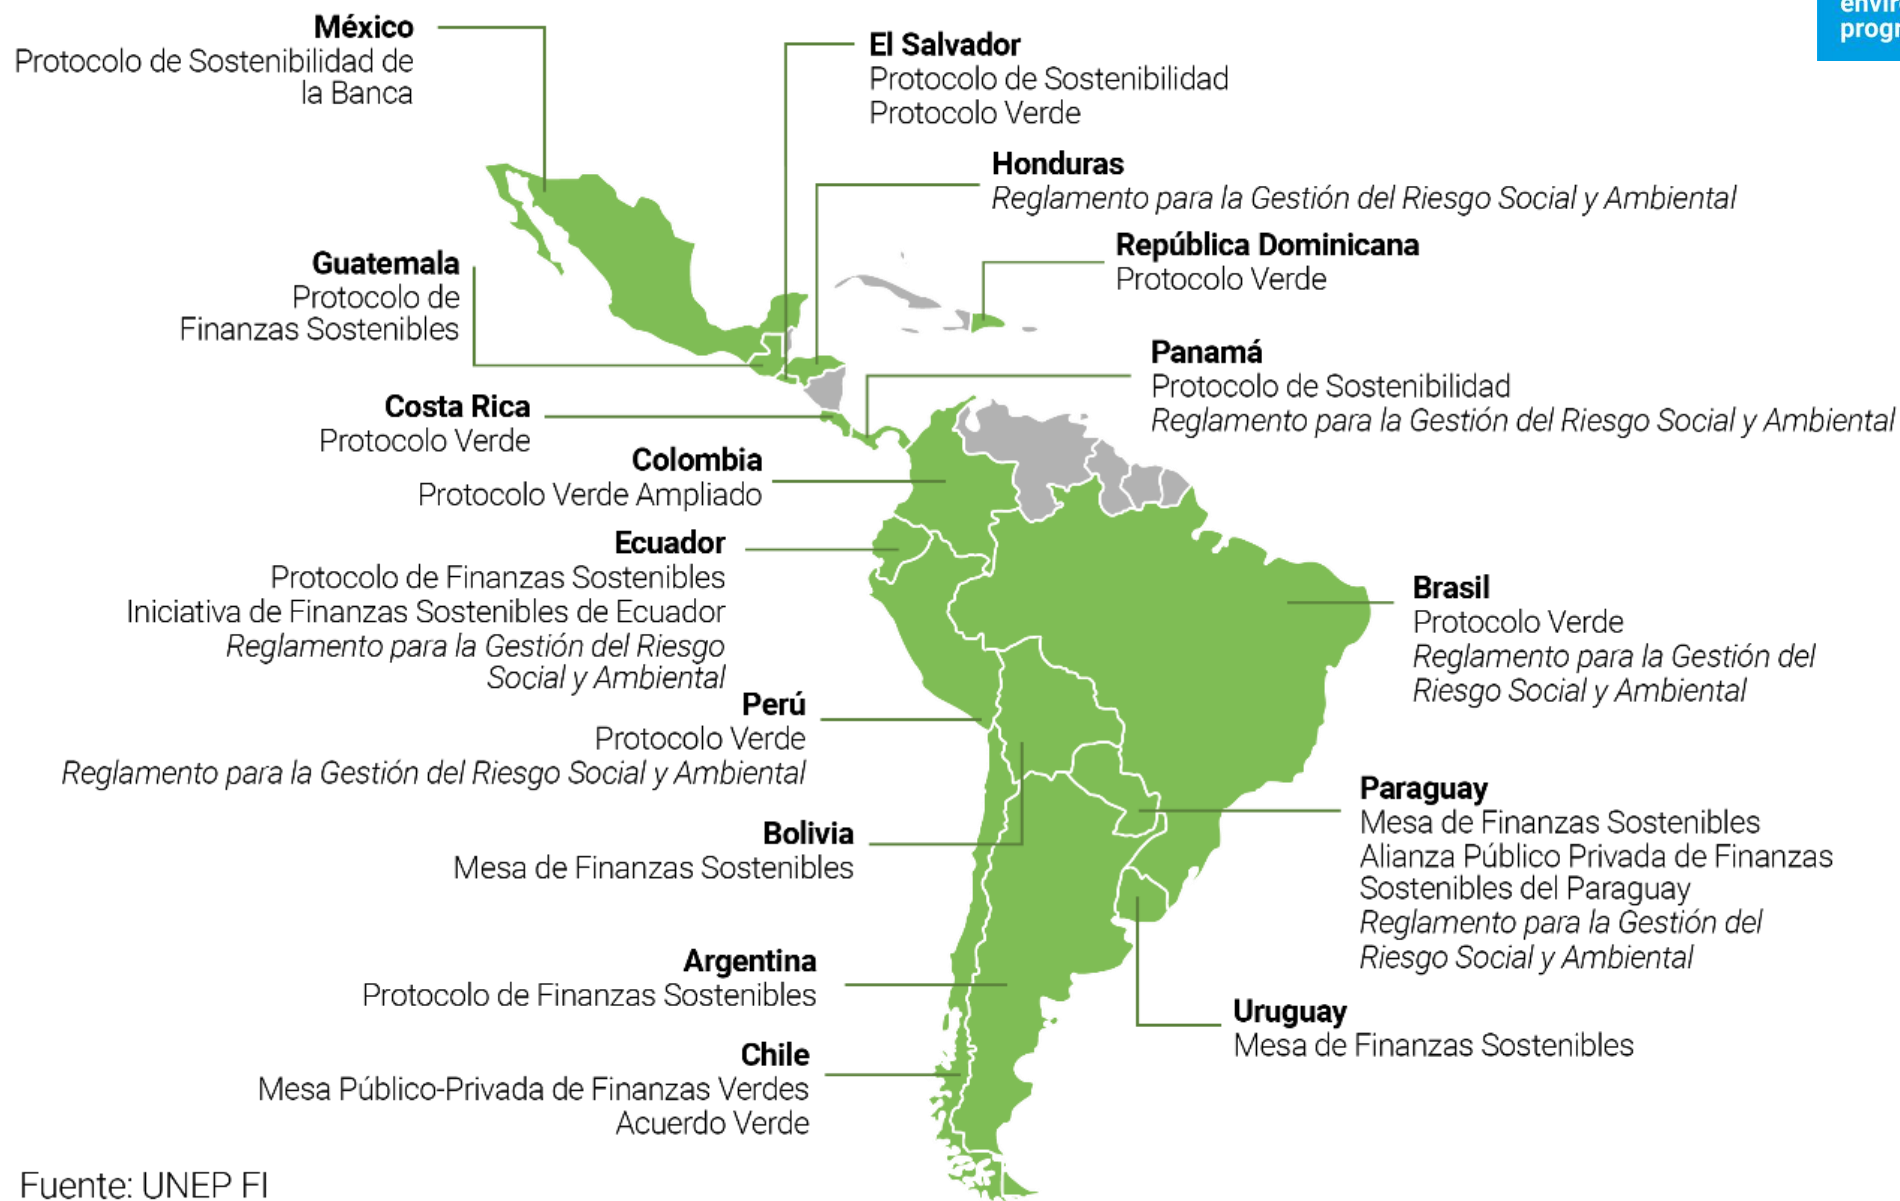 México
Protocolo de Sostenibilidad de
la Banca
El Salvador
Protocolo de Sostenibilidad
Protocolo Verde
Honduras
Reglamento para la Gestión del Riesgo Social y Ambiental
República Dominicana
Protocolo Verde
Guatemala
Protocolo de
Finanzas Sostenibles
Panamá
Protocolo de Sostenibilidad
Reglamento para la Gestión del Riesgo Social y Ambiental
Costa Rica
Protocolo Verde
Colombia
Protocolo Verde Ampliado
Ecuador
Protocolo de Finanzas Sostenibles
Iniciativa de Finanzas Sostenibles de Ecuador
Reglamento para la Gestión del Riesgo
Social y Ambiental
Brasil
Protocolo Verde
Reglamento para la Gestión del
Riesgo Social y Ambiental
Perú
Protocolo Verde
Reglamento para la Gestión del Riesgo Social y Ambiental
Paraguay
Mesa de Finanzas Sostenibles
Alianza Público Privada de Finanzas
Sostenibles del Paraguay
Reglamento para la Gestión del
Riesgo Social y Ambiental
Bolivia
Mesa de Finanzas Sostenibles
Argentina
Protocolo de Finanzas Sostenibles
Uruguay
Mesa de Finanzas Sostenibles
Chile
Mesa Público-Privada de Finanzas Verdes
Acuerdo Verde
Fuente: UNEP FI